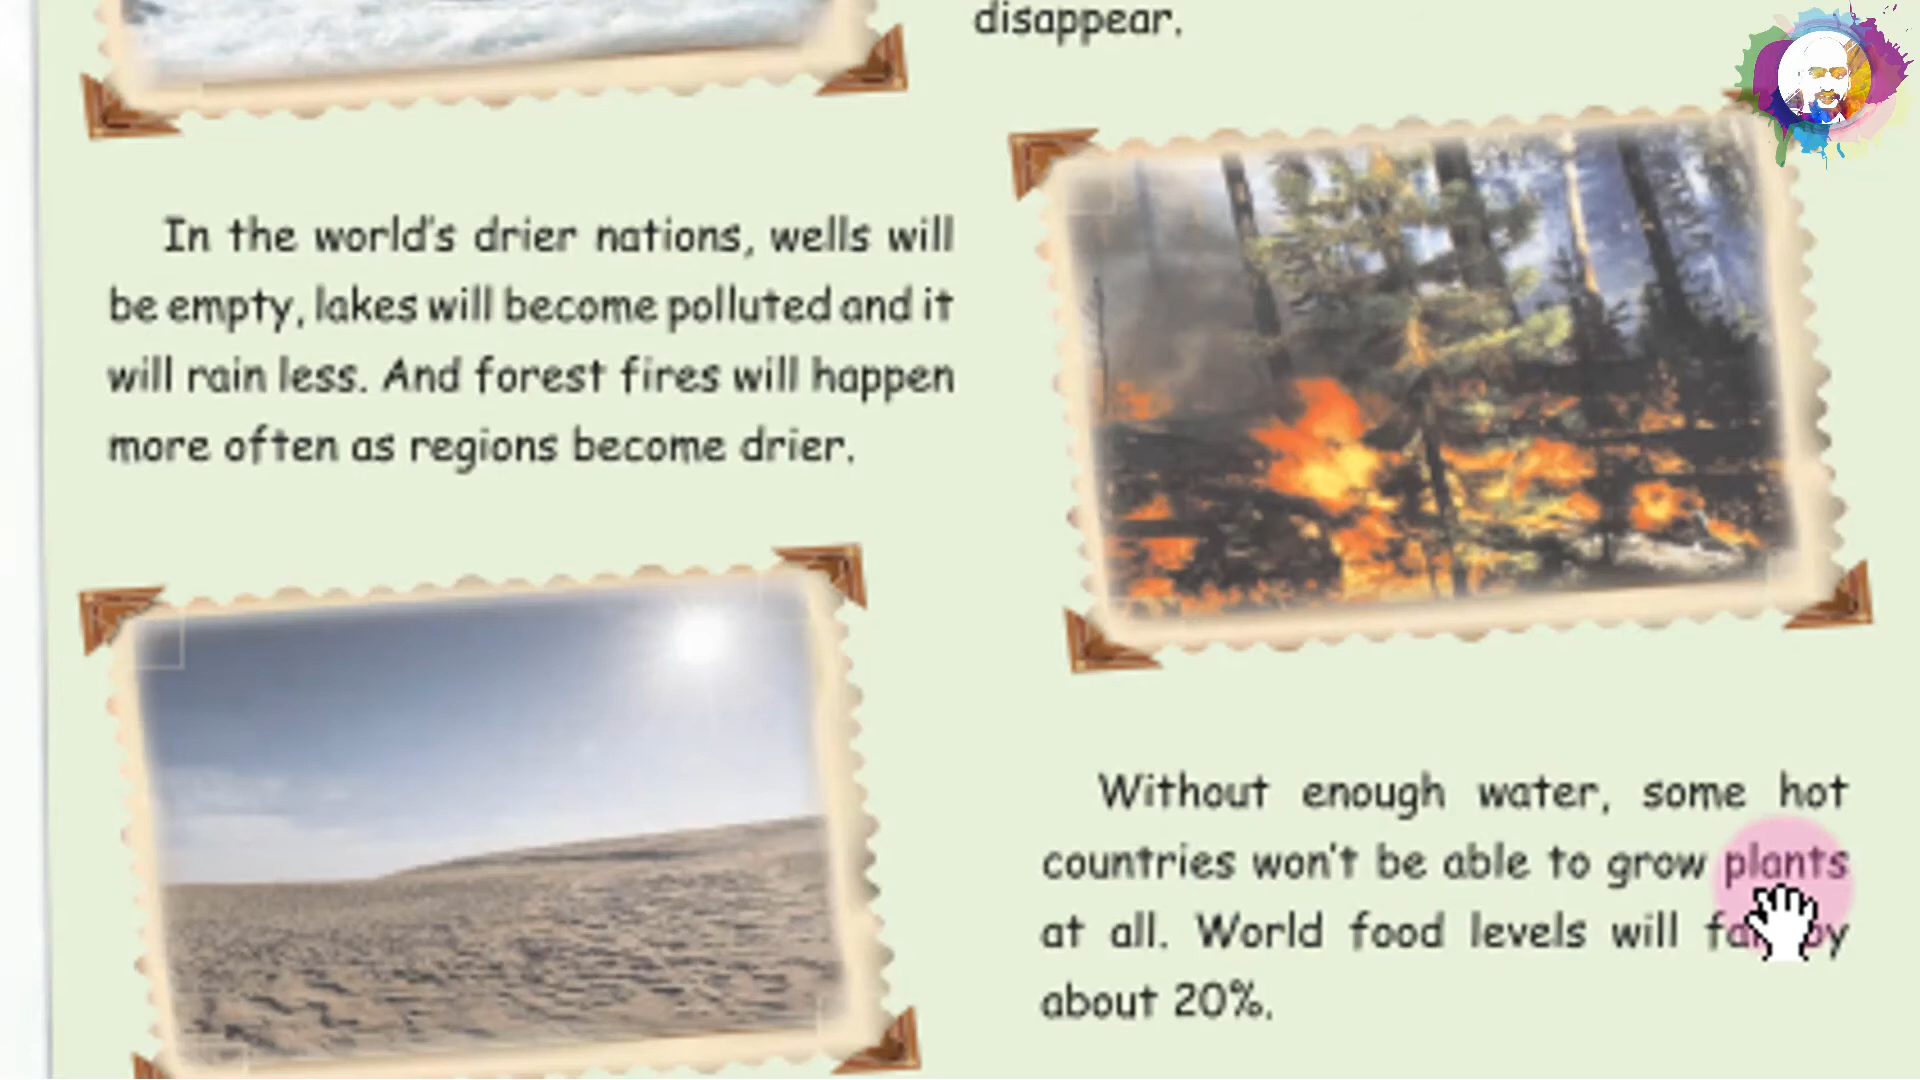 disappear.
In the world's drier nations, wells will
be empty, lakes will become polluted and it
will rain less. And forest fires will happen
more often as regions become drier.
Without enough water, some hot
countries won't be able to grow plants
at all. World food levels will fall by
about 20%.